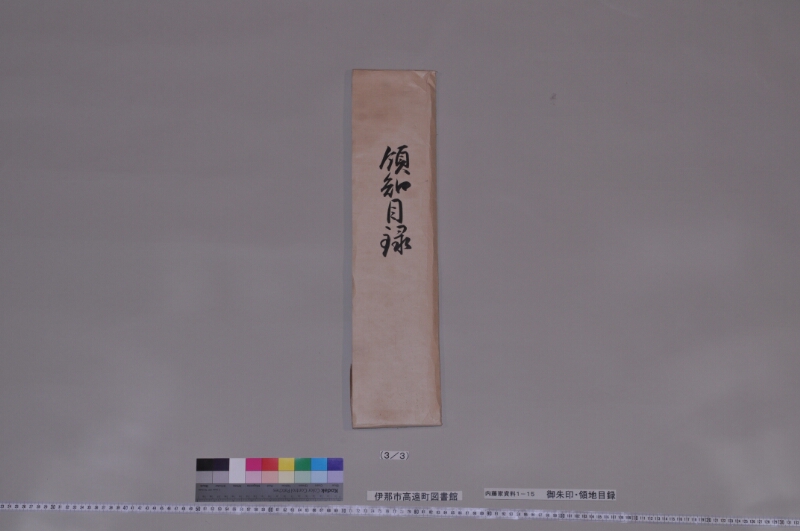 領知目録
(3/3)
伊那市高遠町図書館
内藤家資料1-15 御朱印・領地目録